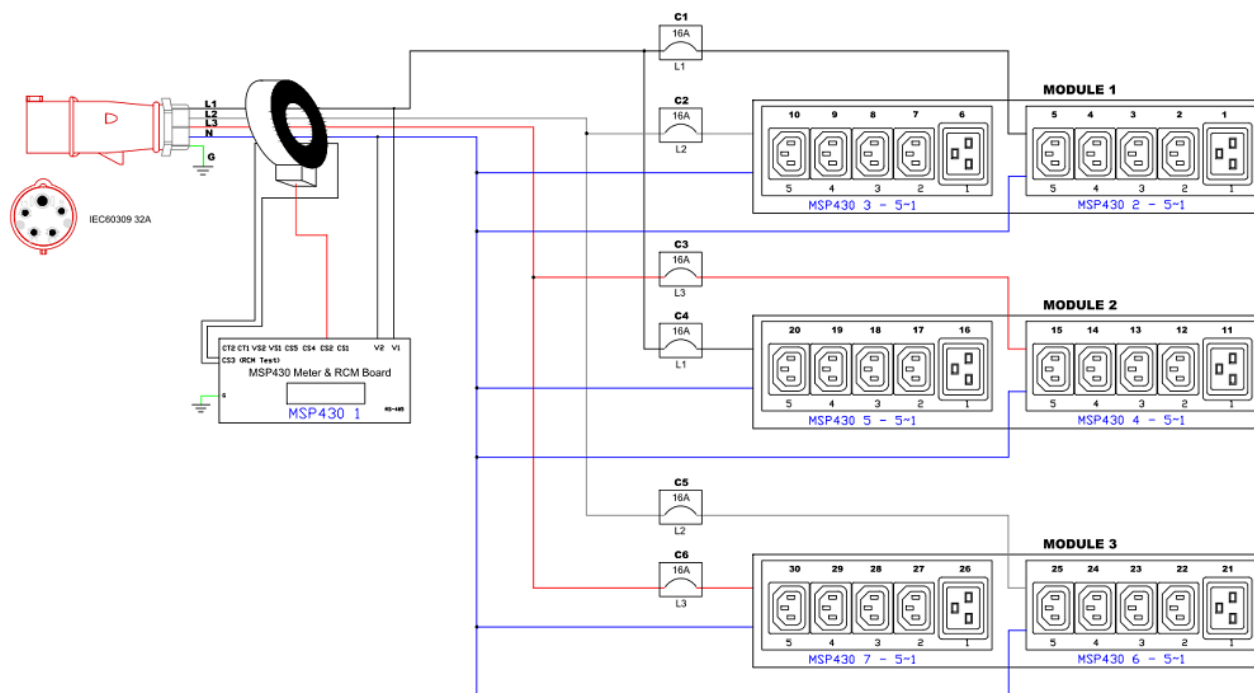 C1
16A
L1
C2
16A
L2
MODULE 1
10 9 8 7 6 5 4 3 2 1
5 4 3 2 1 5 4 3 2 1
MSP430 3 - 5~1 MSP430 2 - 5~1
L1
L2
L3
N
G
IEC60309 32A
C3
16A
L3
C4
16A
L1
MODULE 2
20 19 18 17 16 15 14 13 12 11
5 4 3 2 1 5 4 3 2 1
MSP430 5 - 5~1 MSP430 4 - 5~1
CT2 CT1 VS2 VS1 CS5 CS4 CS2 CS1 V2 V1
CS3 (RCM Test)
MSP430 Meter & RCM Board
G
MSP430 1
RS-485
C5
16A
L2
C6
16A
L3
MODULE 3
30 29 28 27 26 25 24 23 22 21
5 4 3 2 1 5 4 3 2 1
MSP430 7 - 5~1 MSP430 6 - 5~1